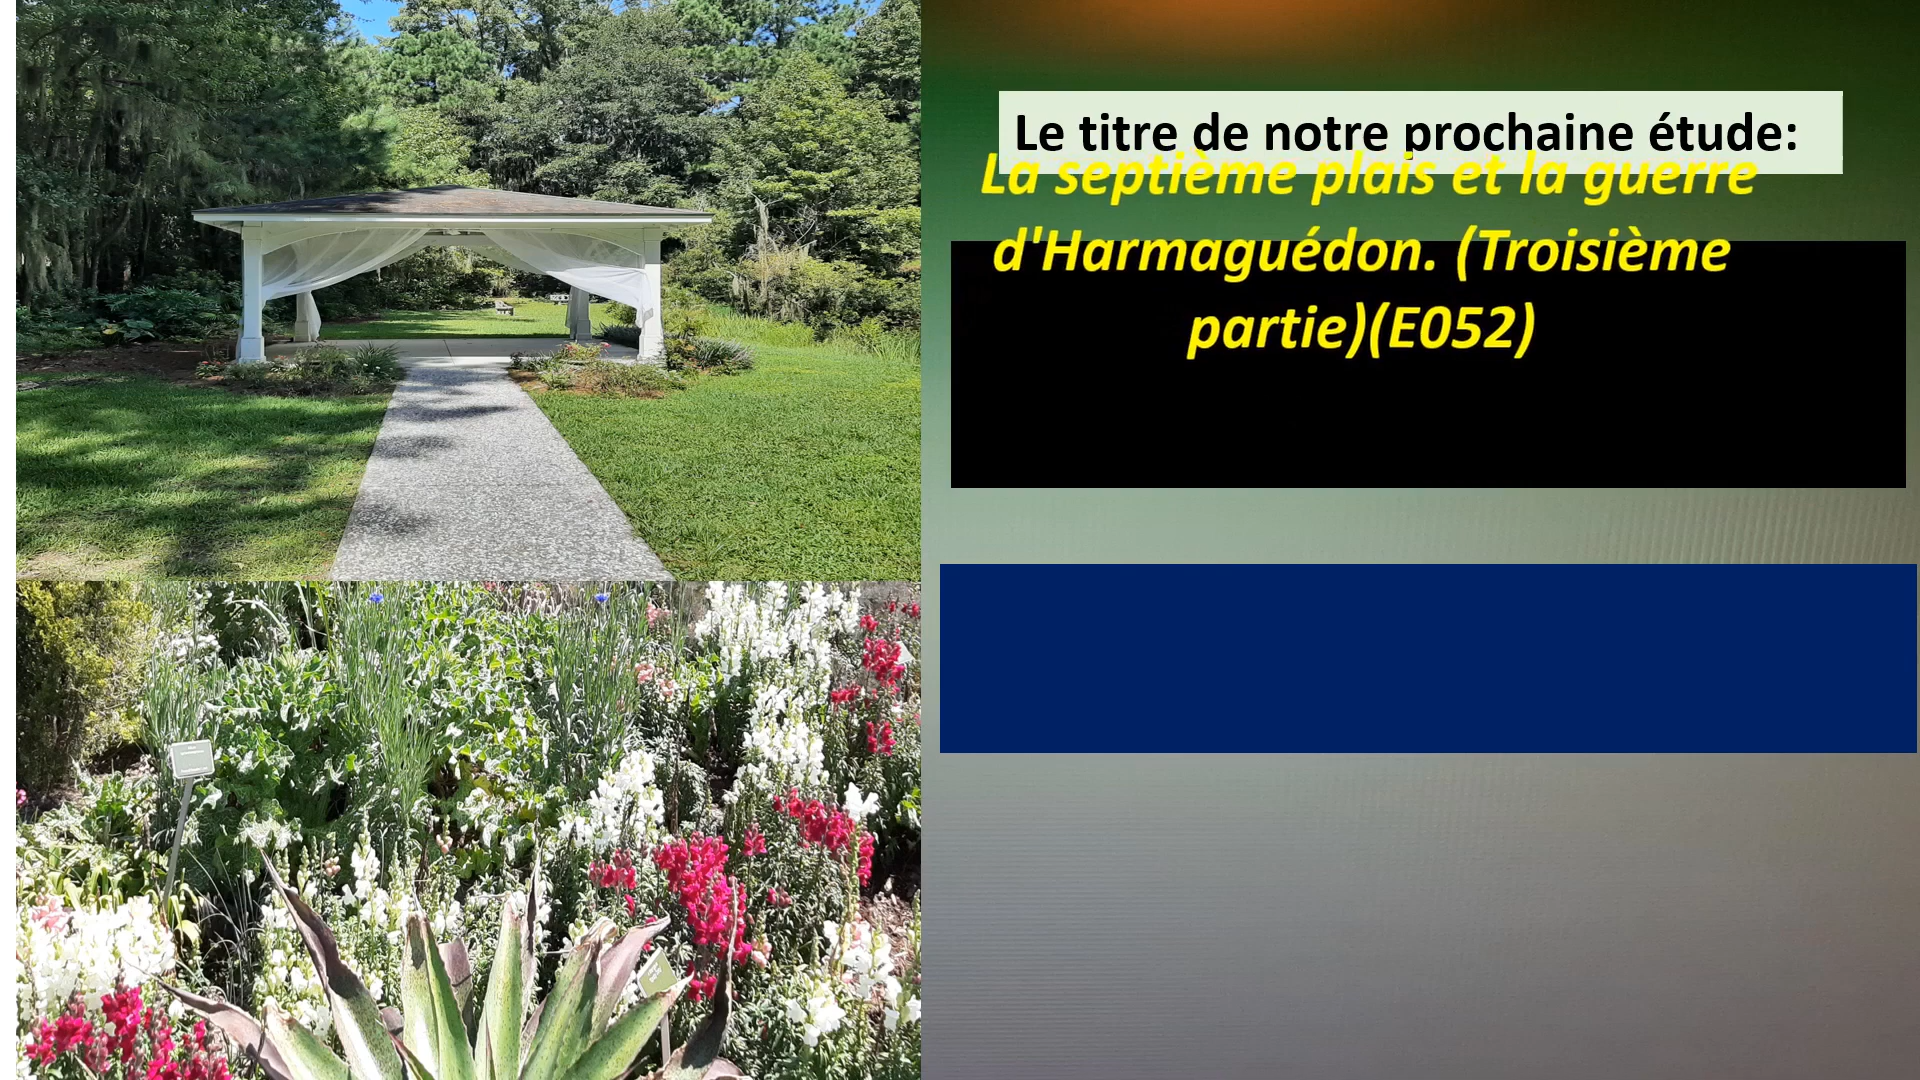 Le titre de notre prochaine étude:
La septième plais et la guerre
d'Harmaguédon. (Troisième
partie)(E052)